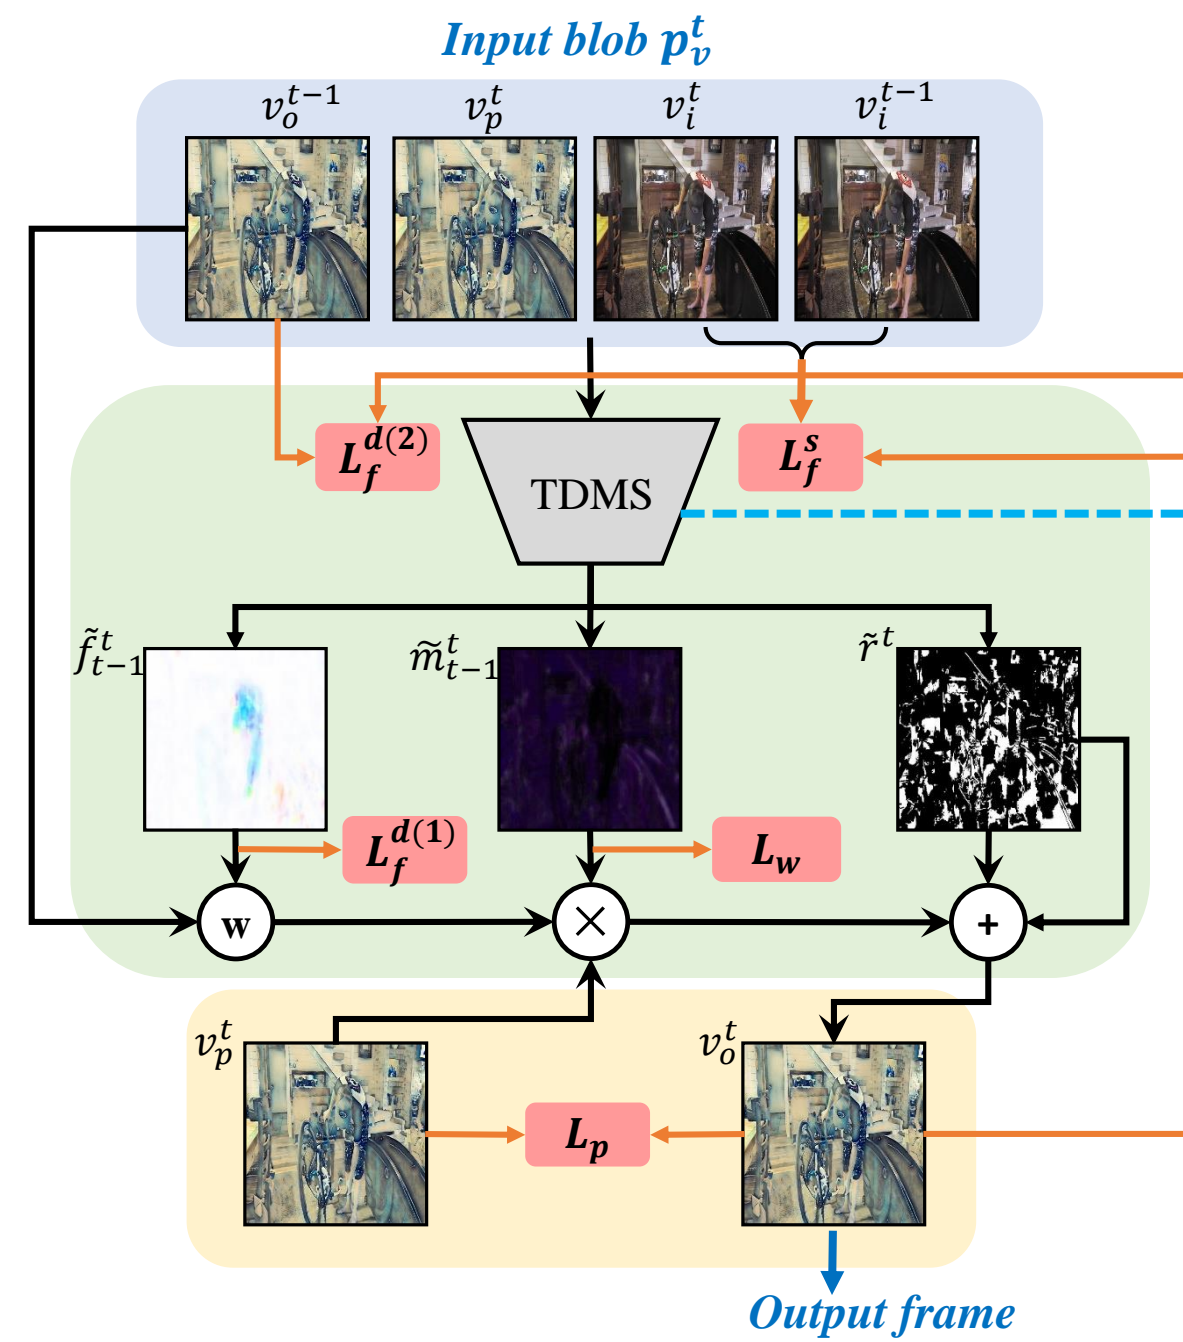 Input blob p_v^t
v_o^{t−1} v_p^t v_i^t v_i^{t−1}
L_f^{d(2)} TDMS L_f^s
f̃_{t−1}^t m̃_{t−1}^t r̃^t
L_f^{d(1)} L_w
w × +
v_p^t v_o^t
L_p
Output frame